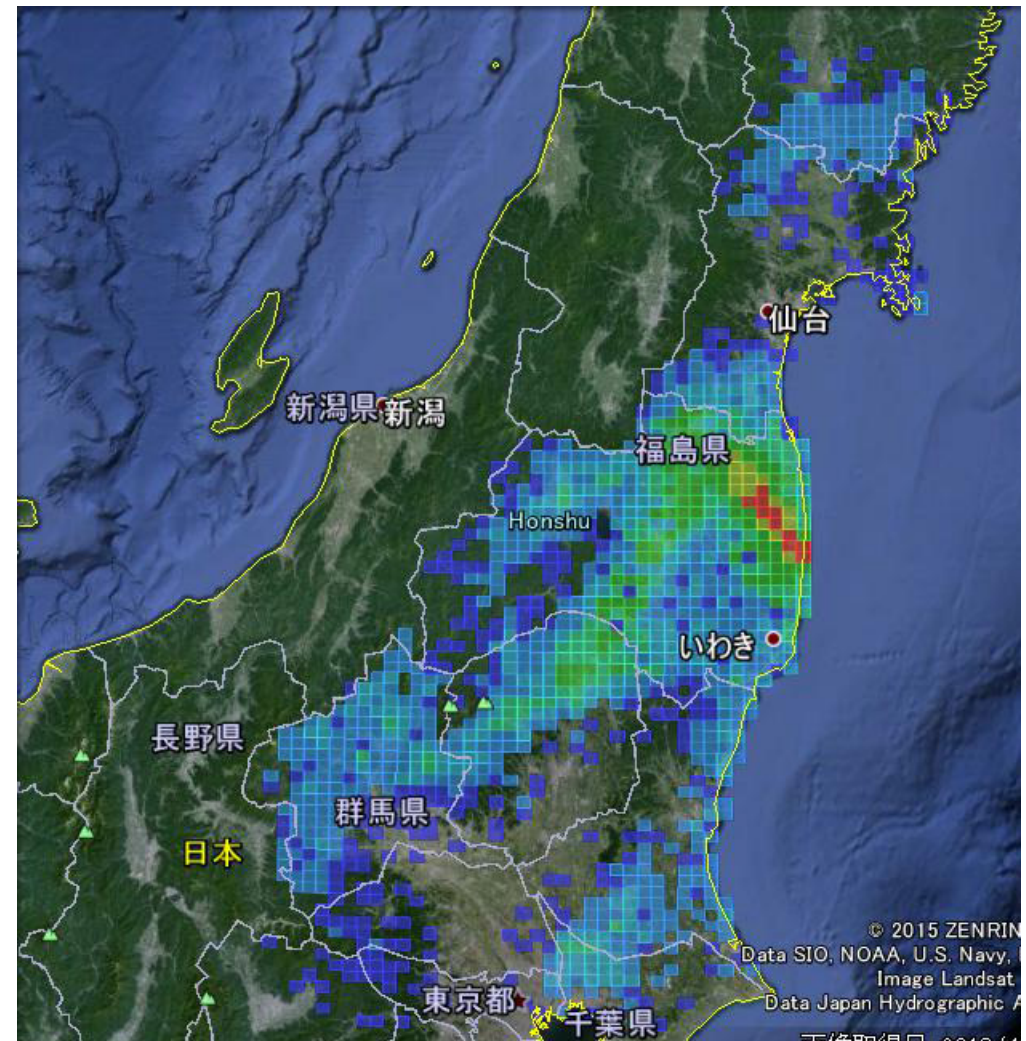 仙台
新潟県
新潟
福島県
Honshu
いわき
長野県
群馬県
日本
© 2015 ZENRIN
Data SIO, NOAA, U.S. Navy,
Image Landsat
東京都
Data Japan Hydrographic
千葉県